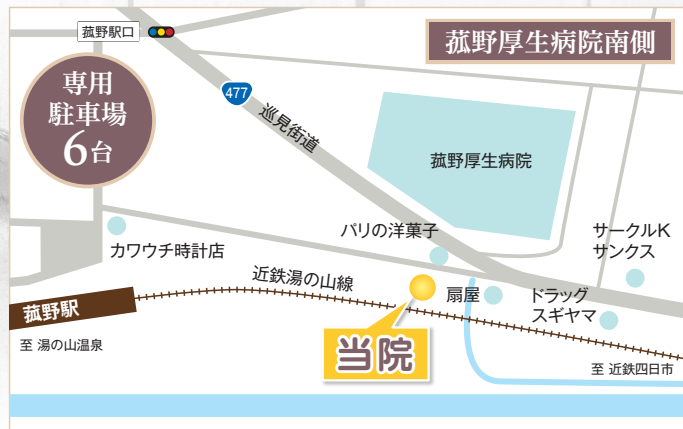 菰野駅口
菰野厚生病院南側
専用
駐車場
6台
477
巡見街道
菰野厚生病院
パリの洋菓子
サークルK
サンクス
カワウチ時計店
近鉄湯の山線
扇屋
ドラッグ
スギヤマ
菰野駅
当院
至 湯の山温泉
至 近鉄四日市